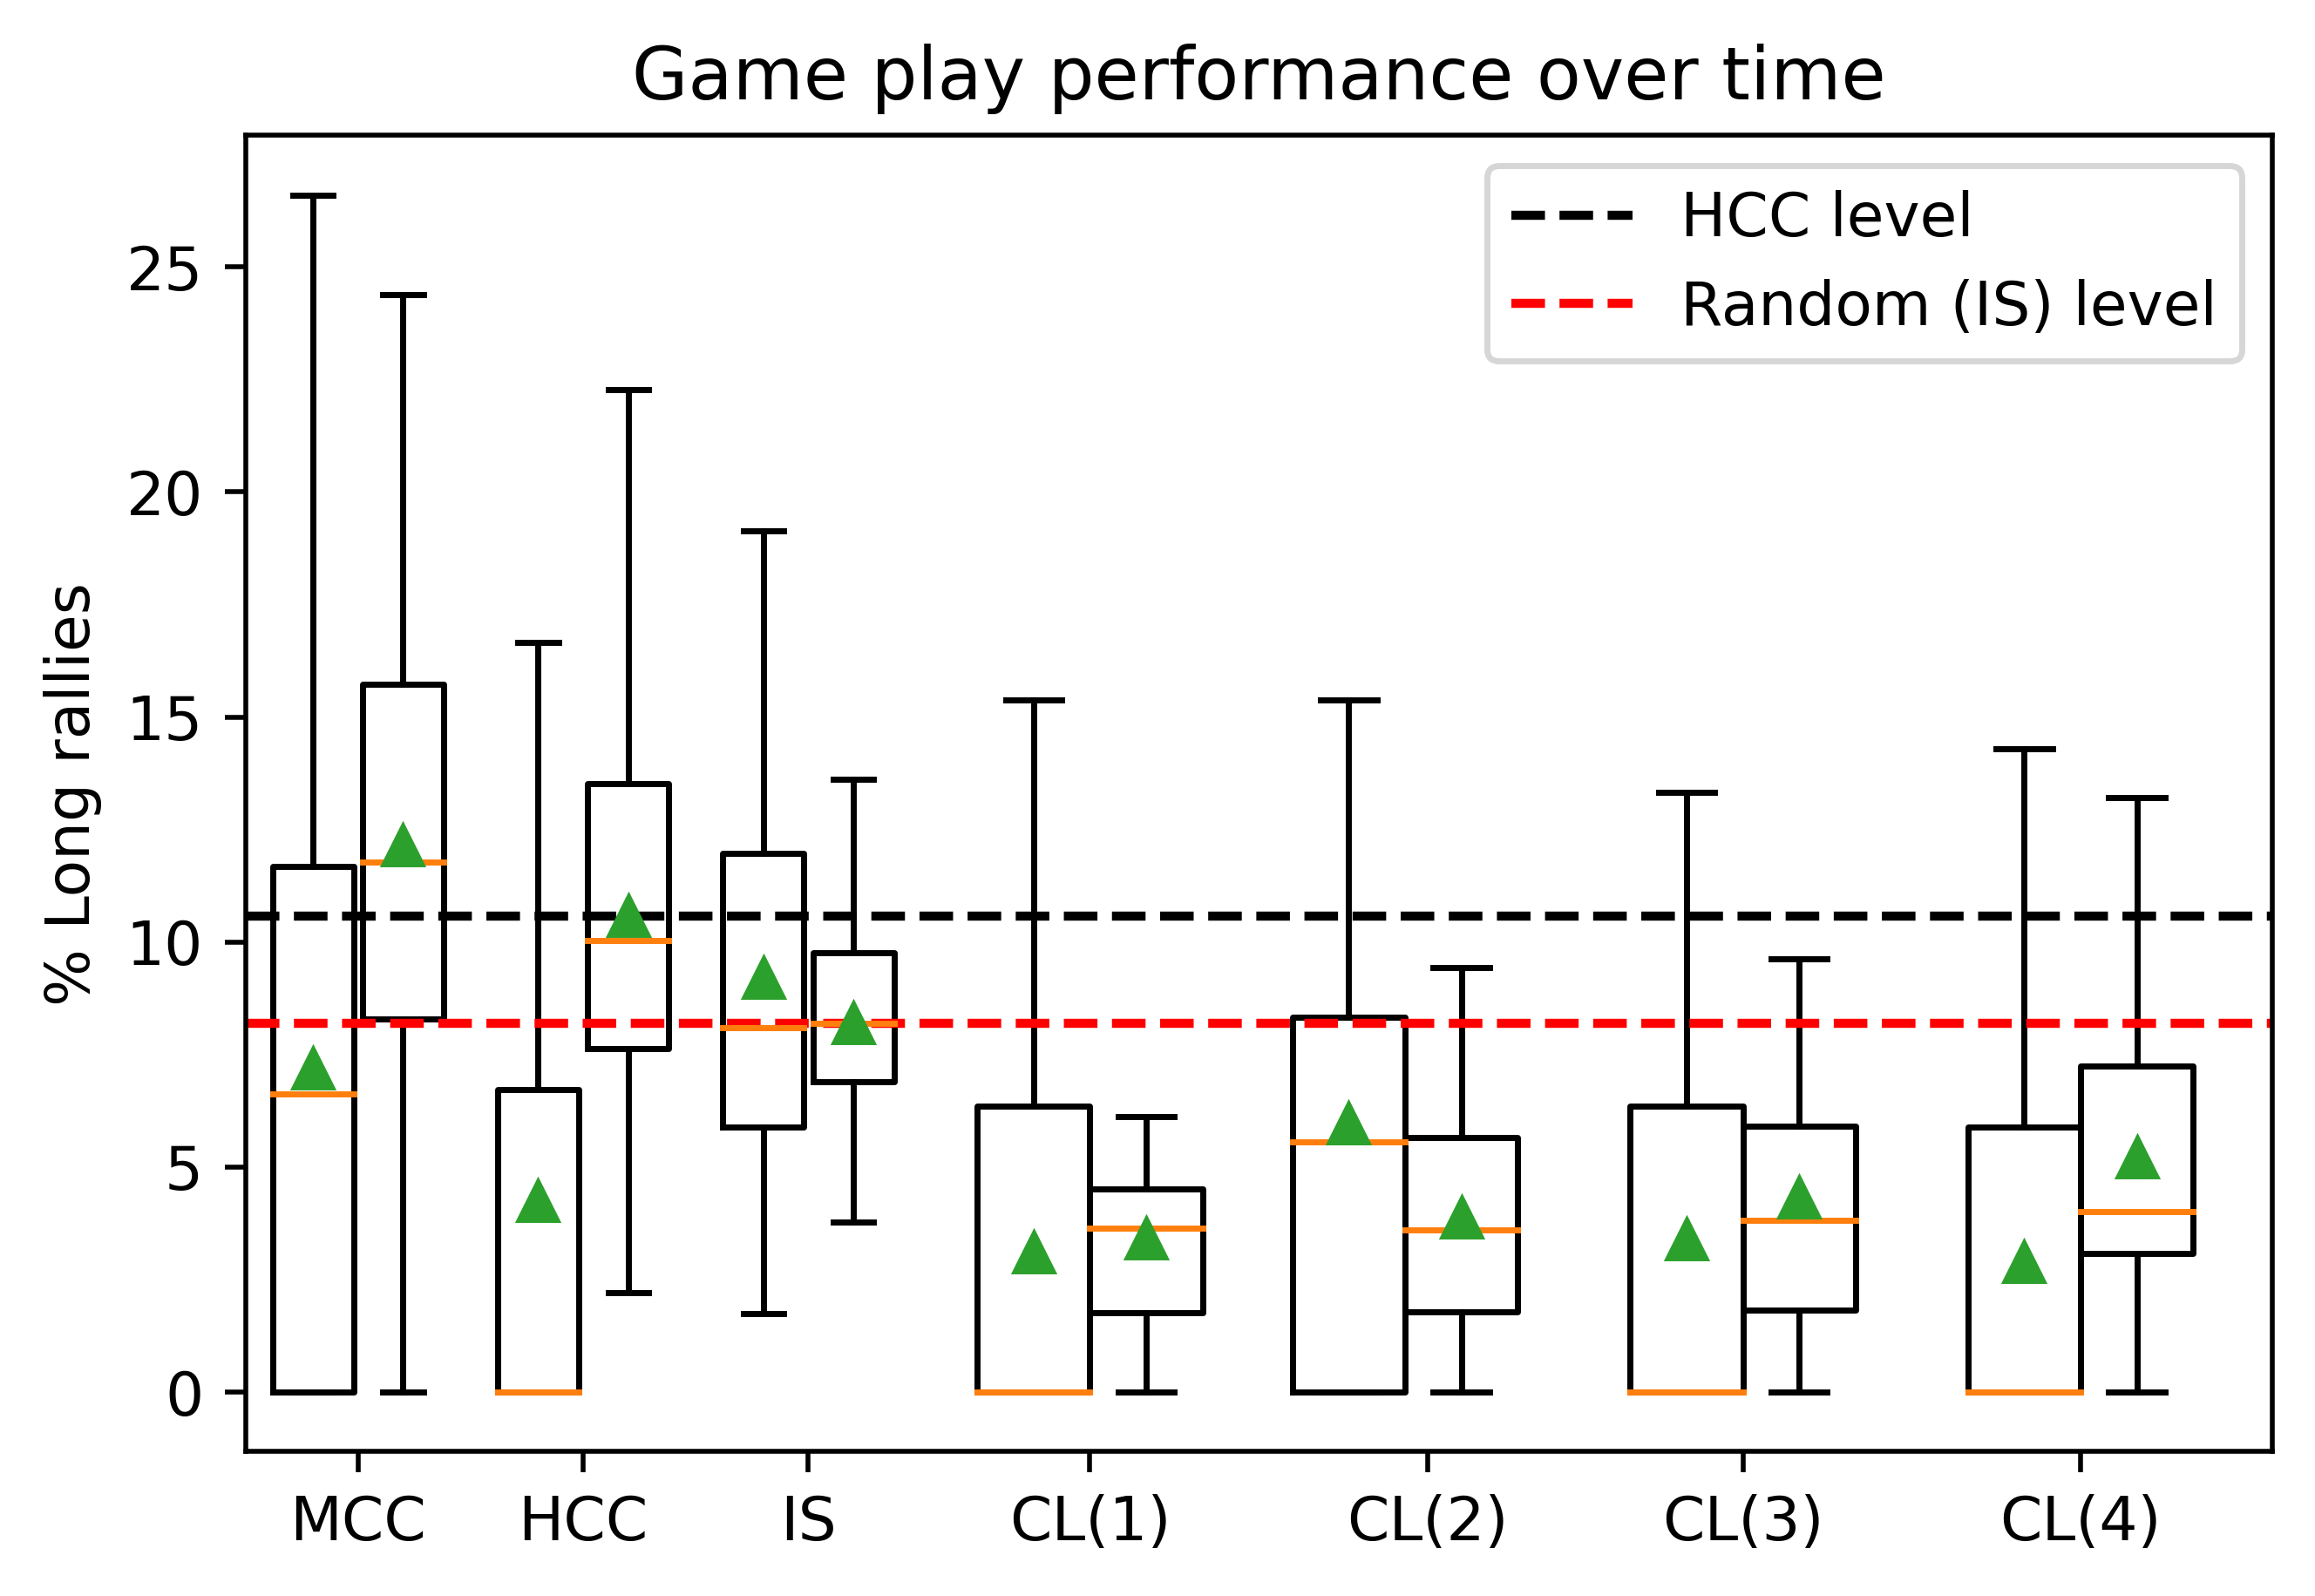 Game play performance over time
HCC level
Random (IS) level
% Long rallies
25
20
15
10
5
0
MCC HCC IS CL(1) CL(2) CL(3) CL(4)